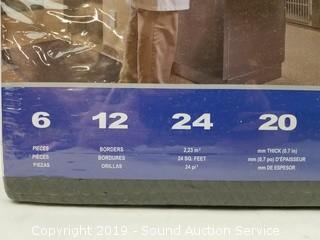 6 12 24 20
PIECES BORDERS 2,23 m² mm THICK (0.7 in)
PIÈCES BORDURES 24 SQ. FEET mm (0,7 po) D'ÉPAISSEUR
PIEZAS ORILLAS 24 pi² mm DE ESPESOR
Copyright 2019 - Sound Auction Service